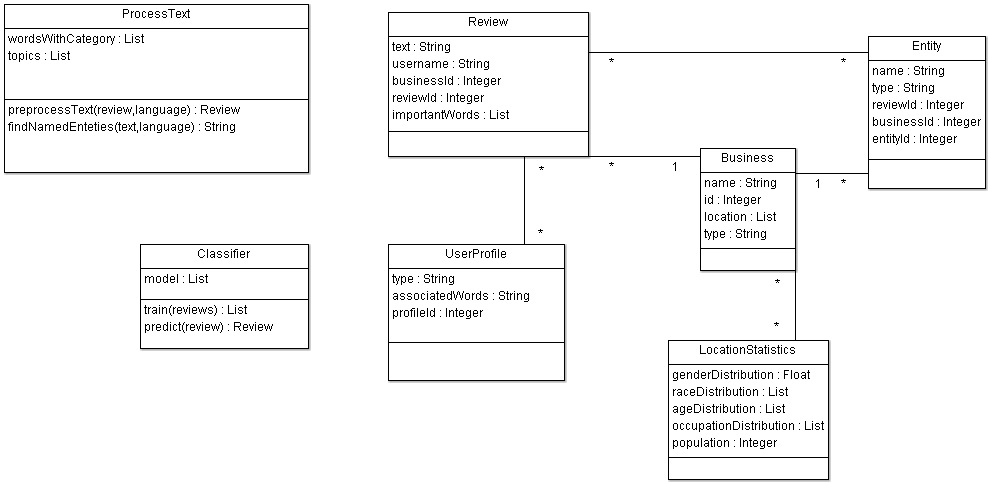 ProcessText
wordsWithCategory : List
topics : List
preprocessText(review,language) : Review
findNamedEnteties(text,language) : String
Review
text : String
username : String
businessId : Integer
reviewId : Integer
importantWords : List
*
*
Entity
name : String
type : String
reviewId : Integer
businessId : Integer
entityId : Integer
*
*
1
Business
name : String
id : Integer
location : List
type : String
1
*
*
Classifier
model : List
train(reviews) : List
predict(review) : Review
UserProfile
type : String
associatedWords : String
profileId : Integer
*
*
LocationStatistics
genderDistribution : Float
raceDistribution : List
ageDistribution : List
occupationDistribution : List
population : Integer